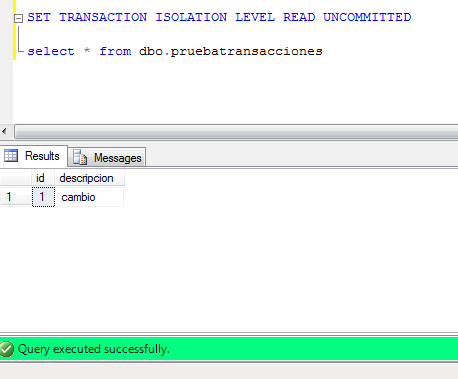 SET TRANSACTION ISOLATION LEVEL READ UNCOMMITTED
select * from dbo.pruebatransacciones
Results Messages
id descripcion
1 1 cambio
Query executed successfully.